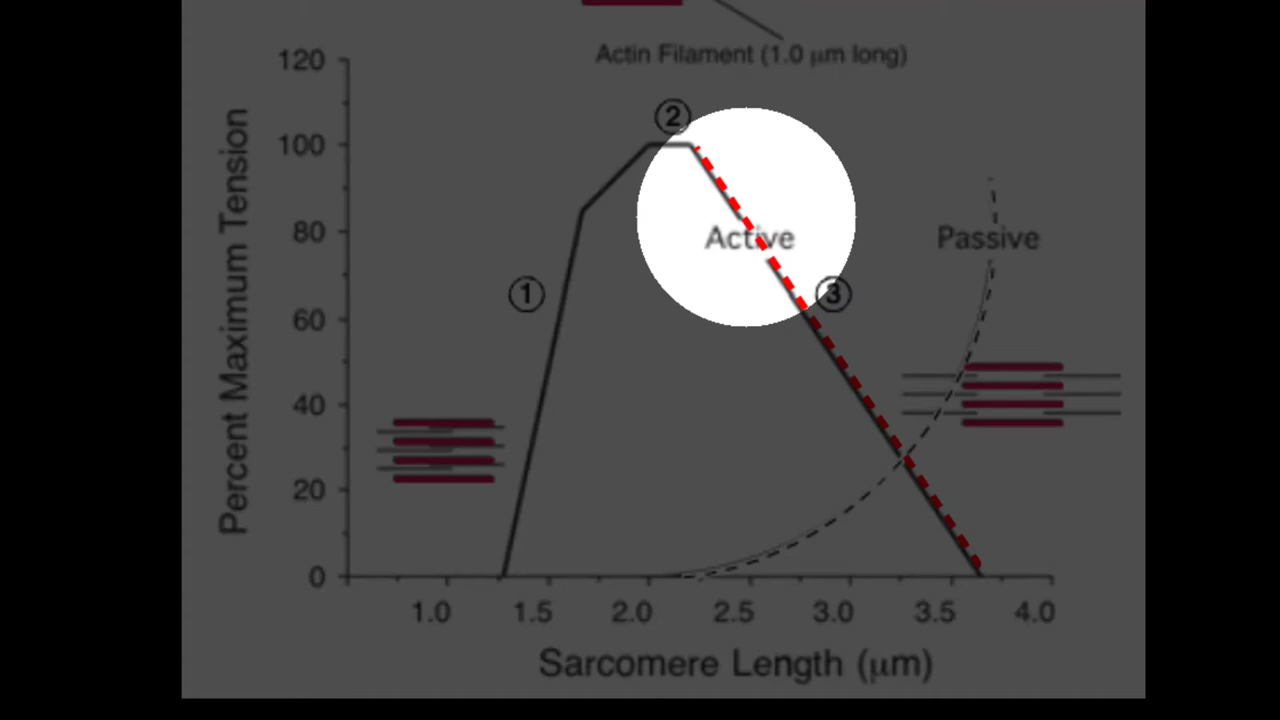 Actin Filament (1.0 μm long)
120
100
80
60
40
20
0
Percent Maximum Tension
①
②
③
Active
Passive
1.0 1.5 2.0 2.5 3.0 3.5 4.0
Sarcomere Length (μm)